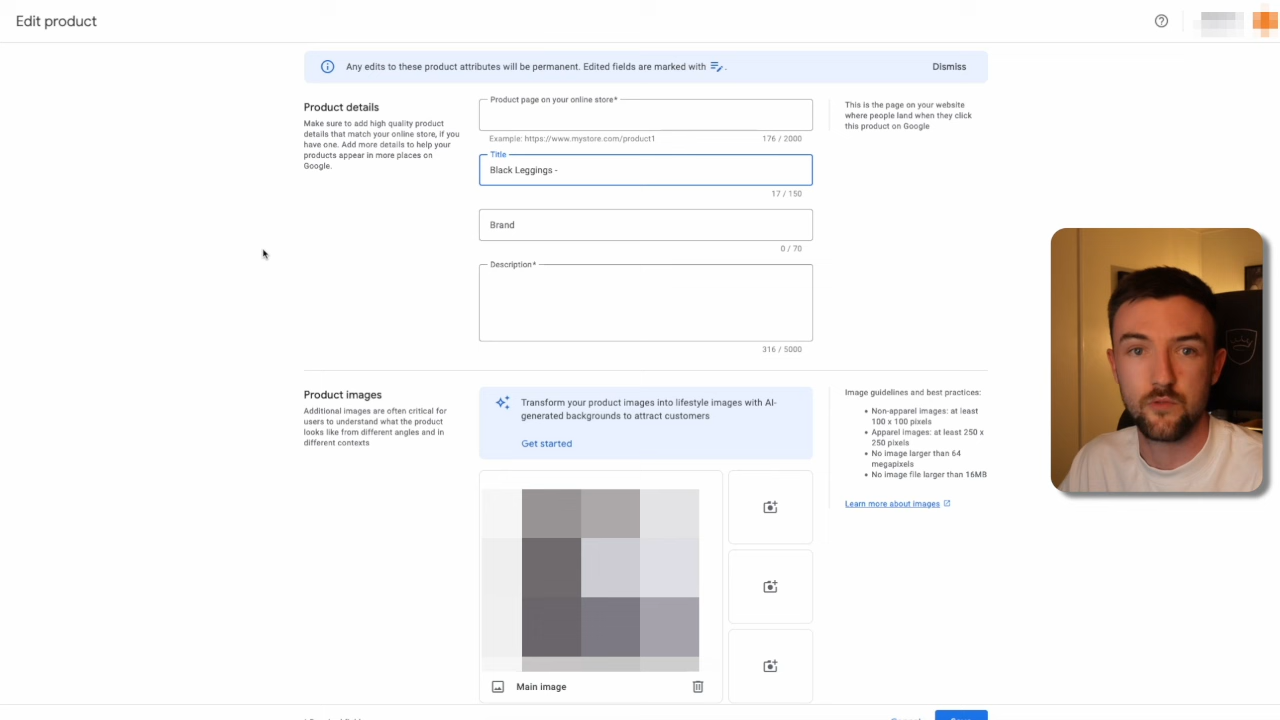 Edit product
Any edits to these product attributes will be permanent. Edited fields are marked with .
Dismiss
Product details
Make sure to add high quality product
details that match your online store, if you
have one. Add more details to help your
products appear in more places on
Google.
Product page on your online store*
Example: https://www.mystore.com/product1
176 / 2000
This is the page on your website
where people land when they click
this product on Google
Title
Black Leggings -
17 / 150
Brand
0 / 70
Description*
316 / 5000
Product images
Additional images are often critical for
users to understand what the product
looks like from different angles and in
different contexts
Transform your product images into lifestyle images with AI-
generated backgrounds to attract customers
Get started
Image guidelines and best practices:
• Non-apparel images: at least
100 x 100 pixels
• Apparel images: at least 250 x
250 pixels
• No image larger than 64
megapixels
• No image file larger than 16MB
Learn more about images
Main image